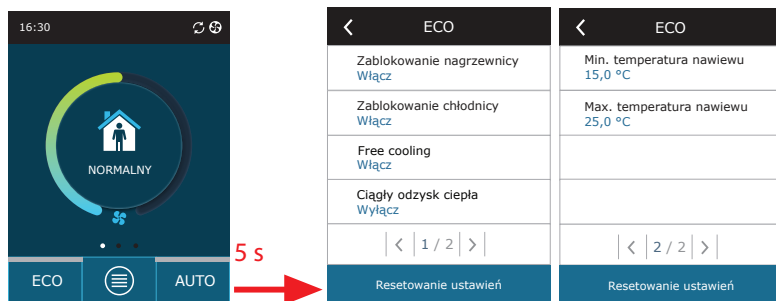 16:30
NORMALNY
ECO
AUTO
5 s
ECO
Zablokowanie nagrzewnicy
Włącz
Zablokowanie chłodnicy
Włącz
Free cooling
Włącz
Ciągły odzysk ciepła
Wyłącz
< 1 / 2 >
Resetowanie ustawień
ECO
Min. temperatura nawiewu
15,0 °C
Max. temperatura nawiewu
25,0 °C
< 2 / 2 >
Resetowanie ustawień